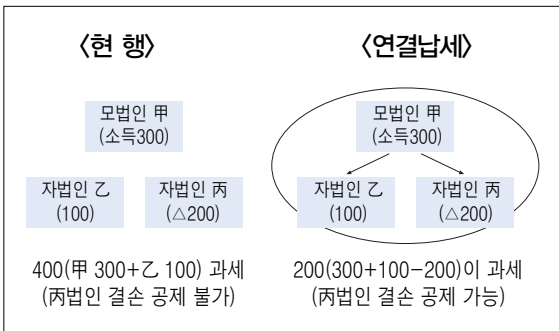 〈현 행〉
모법인 甲
(소득300)
자법인 乙
(100)
자법인 丙
(△200)
400(甲 300+乙 100) 과세
(丙법인 결손 공제 불가)
〈연결납세〉
모법인 甲
(소득300)
자법인 乙
(100)
자법인 丙
(△200)
200(300+100-200)이 과세
(丙법인 결손 공제 가능)